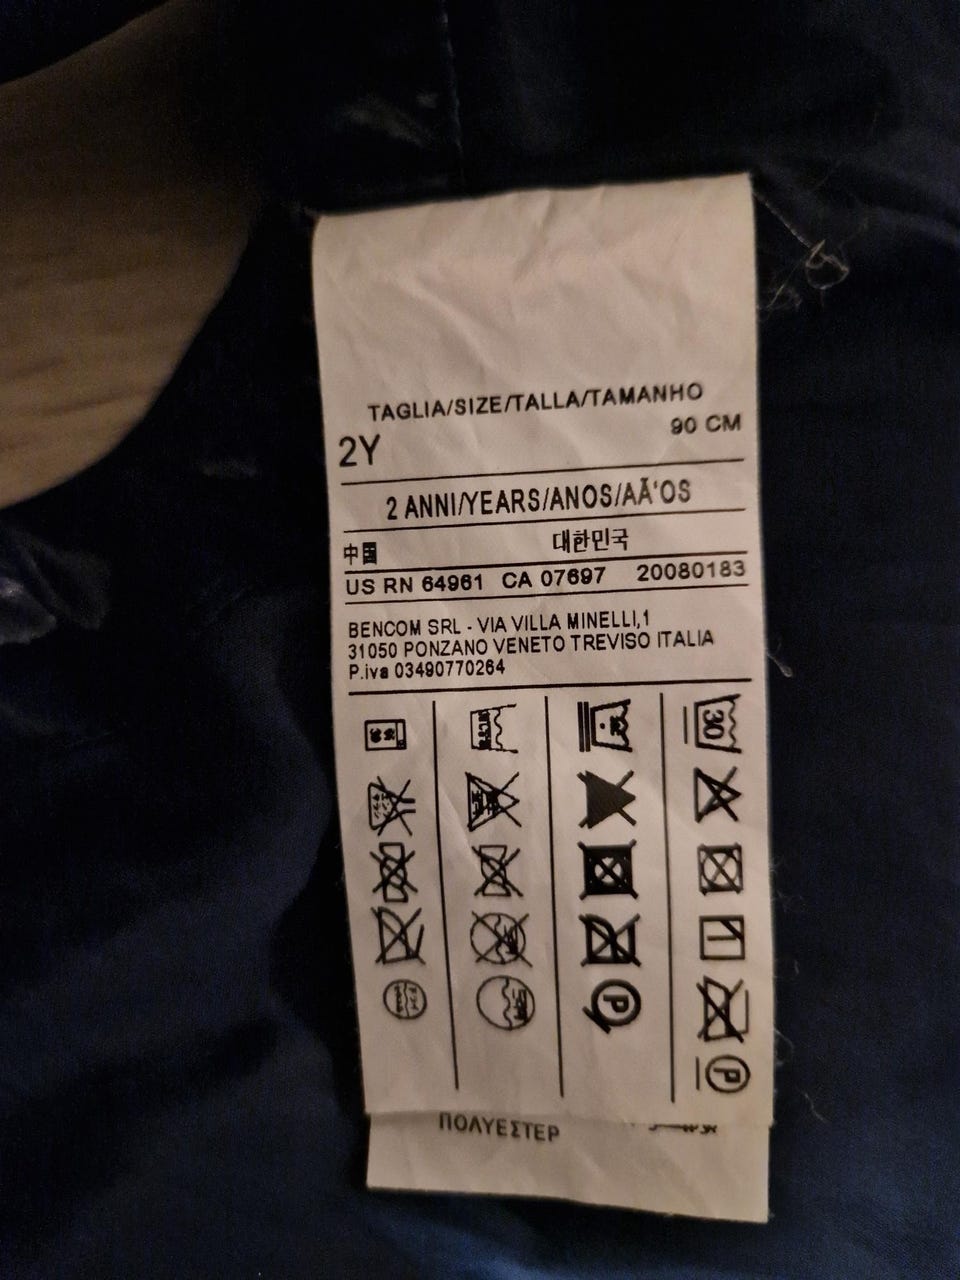 TAGLIA/SIZE/TALLA/TAMANHO
2Y 90 CM
2 ANNI/YEARS/ANOS/AÃ'OS
中国 대한민국
US RN 64961 CA 07697 20080183
BENCOM SRL - VIA VILLA MINELLI,1
31050 PONZANO VENETO TREVISO ITALIA
P.iva 03490770264
30
P
P
ΠΟΛΥΕΣΤΕΡ